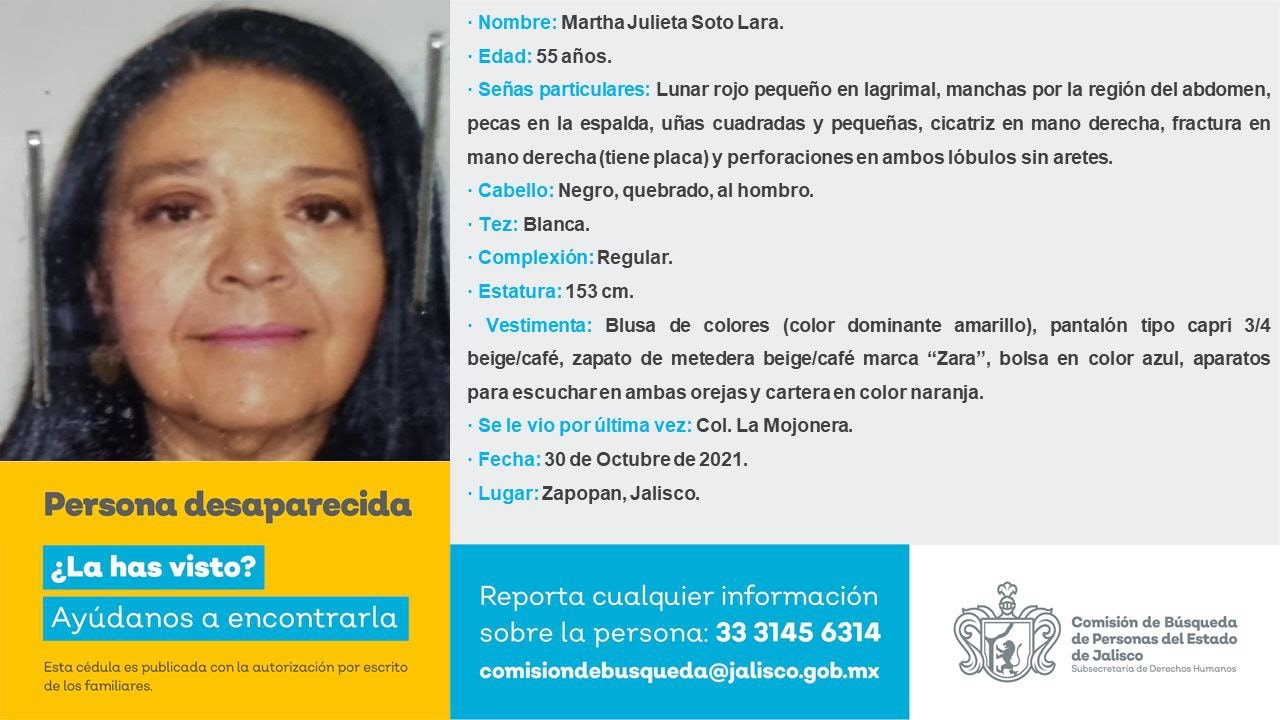 · Nombre: Martha Julieta Soto Lara.
· Edad: 55 años.
· Señas particulares: Lunar rojo pequeño en lagrimal, manchas por la región del abdomen,
pecas en la espalda, uñas cuadradas y pequeñas, cicatriz en mano derecha, fractura en
mano derecha (tiene placa) y perforaciones en ambos lóbulos sin aretes.
· Cabello: Negro, quebrado, al hombro.
· Tez: Blanca.
· Complexión: Regular.
· Estatura: 153 cm.
· Vestimenta: Blusa de colores (color dominante amarillo), pantalón tipo capri 3/4
beige/café, zapato de metedera beige/café marca “Zara”, bolsa en color azul, aparatos
para escuchar en ambas orejas y cartera en color naranja.
· Se le vio por última vez: Col. La Mojonera.
· Fecha: 30 de Octubre de 2021.
· Lugar: Zapopan, Jalisco.
Persona desaparecida
¿La has visto?
Ayúdanos a encontrarla
Esta cédula es publicada con la autorización por escrito
de los familiares.
Reporta cualquier información
sobre la persona: 33 3145 6314
comisiondebusqueda@jalisco.gob.mx
Comisión de Búsqueda
de Personas del Estado
de Jalisco
Subsecretaría de Derechos Humanos